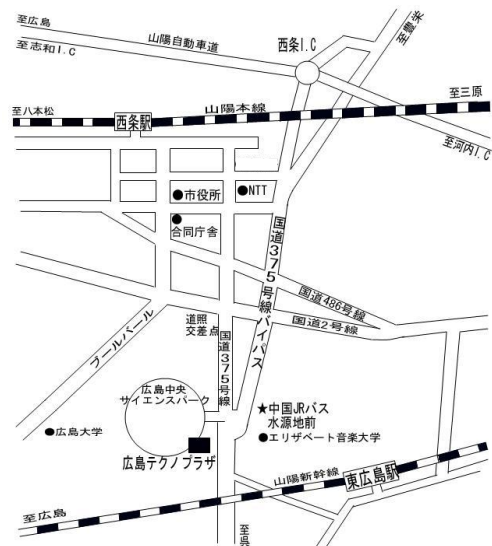 至広島
山陽自動車道
西条I.C
至豊栄
至志和I.C
至三原
至八本松
山陽本線
西条駅
至河内I.C
市役所
NTT
合同庁舎
国道375号線バイパス
国道486号線
国道2号線
道照
交差点
国道375号線
ブールバール
広島中央
サイエンスパーク
★中国JRバス
水源地前
広島大学
エリザベート音楽大学
広島テクノプラザ
山陽新幹線
東広島駅
至広島
至呉